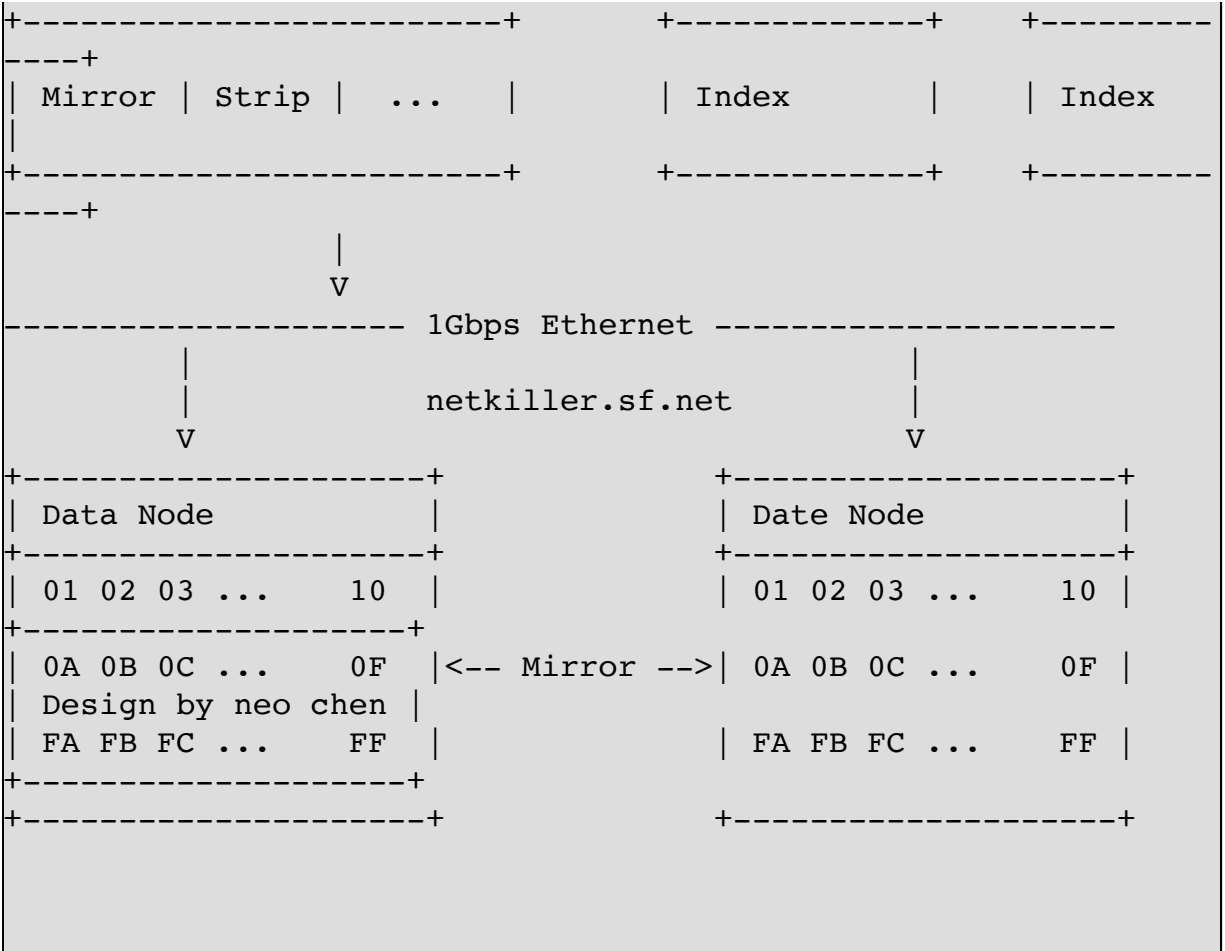 +-------------------------+       +-------------+    +---------
----+
| Mirror | Strip |  ...    |       | Index       |    | Index
|
+-------------------------+       +-------------+    +---------
----+
                 |
                 V
--------------------- 1Gbps Ethernet ---------------------
         |                                     |
         |            netkiller.sf.net         |
         V                                     V
+---------------------+              +--------------------+
| Data Node           |              | Date Node          |
+---------------------+              +--------------------+
| 01 02 03 ...     10  |              | 01 02 03 ...     10 |
+--------------------+
| 0A 0B 0C ...     0F  |<-- Mirror -->| 0A 0B 0C ...     0F |
| Design by neo chen |
| FA FB FC ...     FF  |              | FA FB FC ...     FF |
+--------------------+
+---------------------+              +--------------------+